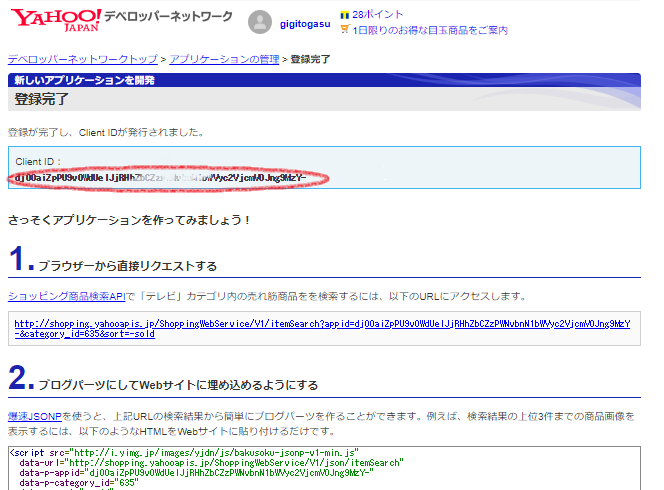 YAHOO! JAPAN デベロッパーネットワーク
gigitogasu
28ポイント
1日限りのお得な目玉商品をご案内
デベロッパーネットワークトップ > アプリケーションの管理 > 登録完了
新しいアプリケーションを開発
登録完了
登録が完了し、Client IDが発行されました。
Client ID：
さっそくアプリケーションを作ってみましょう！
1. ブラウザーから直接リクエストする
ショッピング商品検索APIで「テレビ」カテゴリ内の売れ筋商品をを検索するには、以下のURLにアクセスします。
http://shopping.yahooapis.jp/ShoppingWebService/V1/itemSearch?appid=dj00aiZpPU9v0WdUeIJjRHhZbCZzPWNvbnN1bWVyc2VjcmV0Jng9MzY
-&category_id=635&sort=-sold
2. ブログパーツにしてWebサイトに埋め込めるようにする
爆速JSONPを使うと、上記URLの検索結果から簡単にブログパーツを作ることができます。例えば、検索結果の上位3件までの商品画像を
表示するには、以下のようなHTMLをWebサイトに貼り付けるだけです。
<script src="http://i.yimg.jp/images/yjdn/js/bakusoku-jsonp-v1-min.js"
data-url="http://shopping.yahooapis.jp/ShoppingWebService/V1/json/itemSearch"
data-p-appid="dj00aiZpPU9v0WdUeIJjRHhZbCZzPWNvbnN1bWVyc2VjcmV0Jng9MzY-"
data-p-category_id="635"